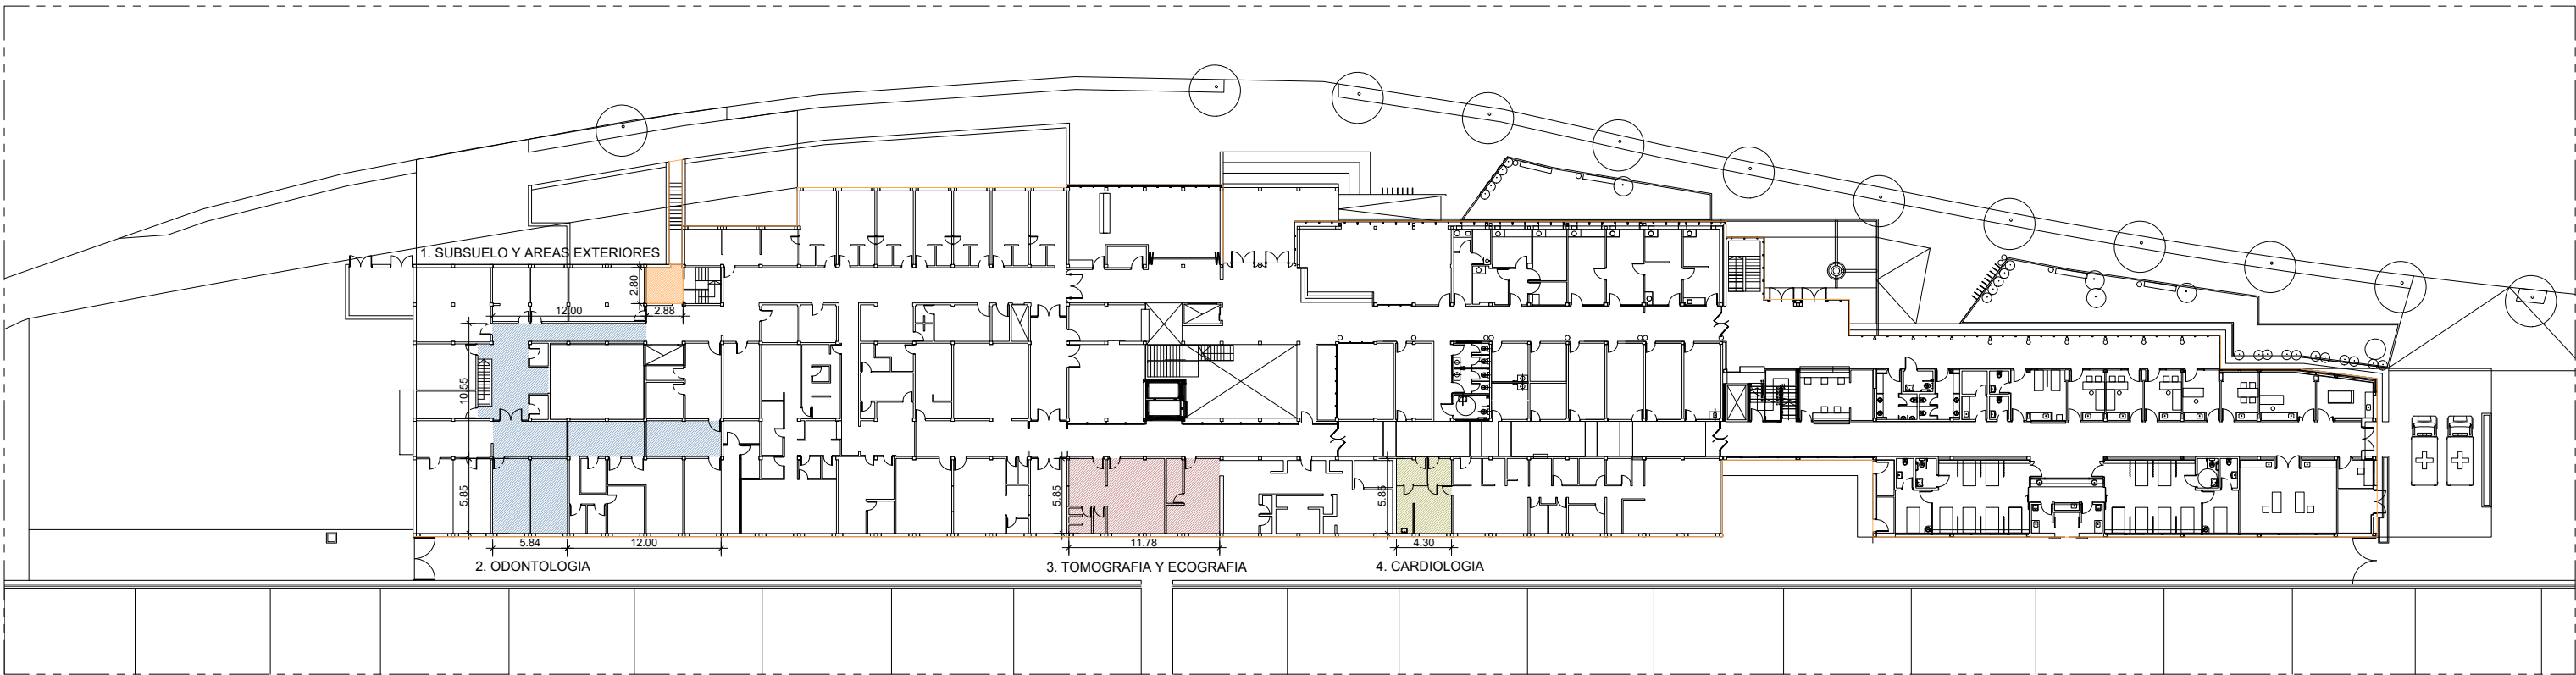 1. SUBSUELO Y AREAS EXTERIORES
2.80
12.00
2.88
10.55
5.85
5.85
5.85
5.84
12.00
11.78
4.30
2. ODONTOLOGIA
3. TOMOGRAFIA Y ECOGRAFIA
4. CARDIOLOGIA